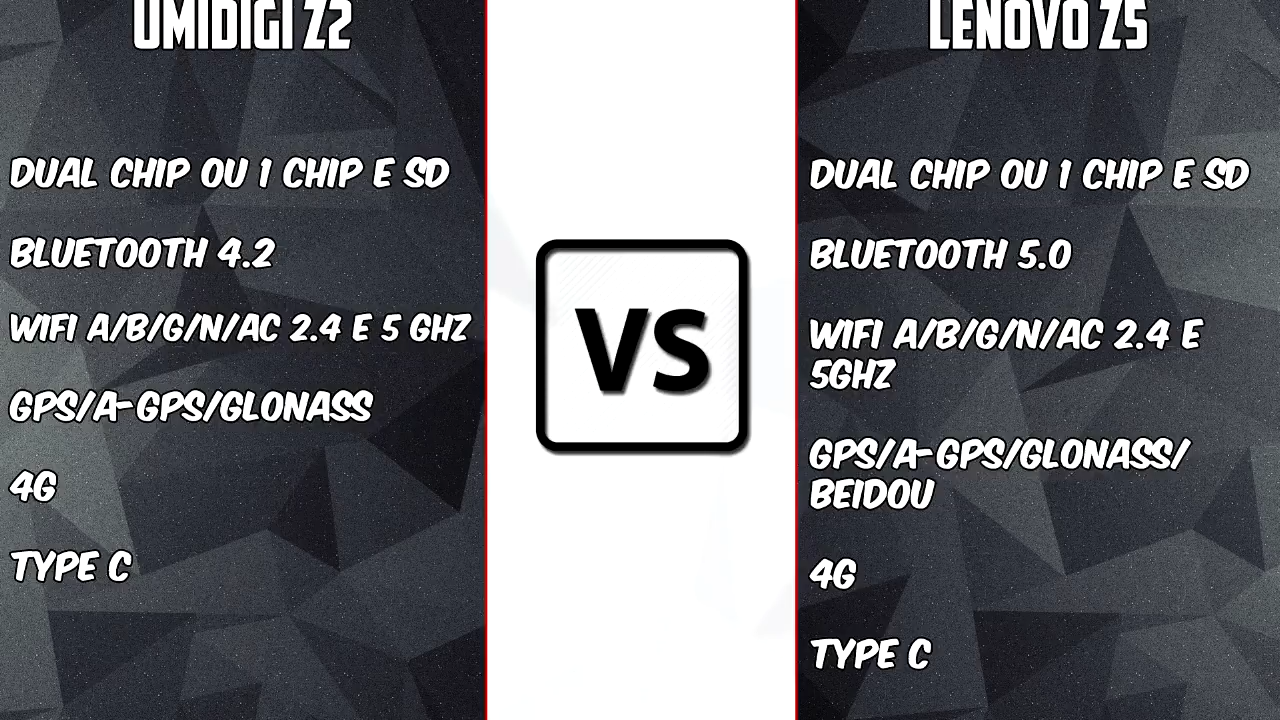 UMIDIGI Z2
DUAL CHIP OU 1 CHIP E SD
BLUETOOTH 4.2
WIFI A/B/G/N/AC 2.4 E 5 GHZ
GPS/A-GPS/GLONASS
4G
TYPE C
VS
LENOVO Z5
DUAL CHIP OU 1 CHIP E SD
BLUETOOTH 5.0
WIFI A/B/G/N/AC 2.4 E
5GHZ
GPS/A-GPS/GLONASS/
BEIDOU
4G
TYPE C